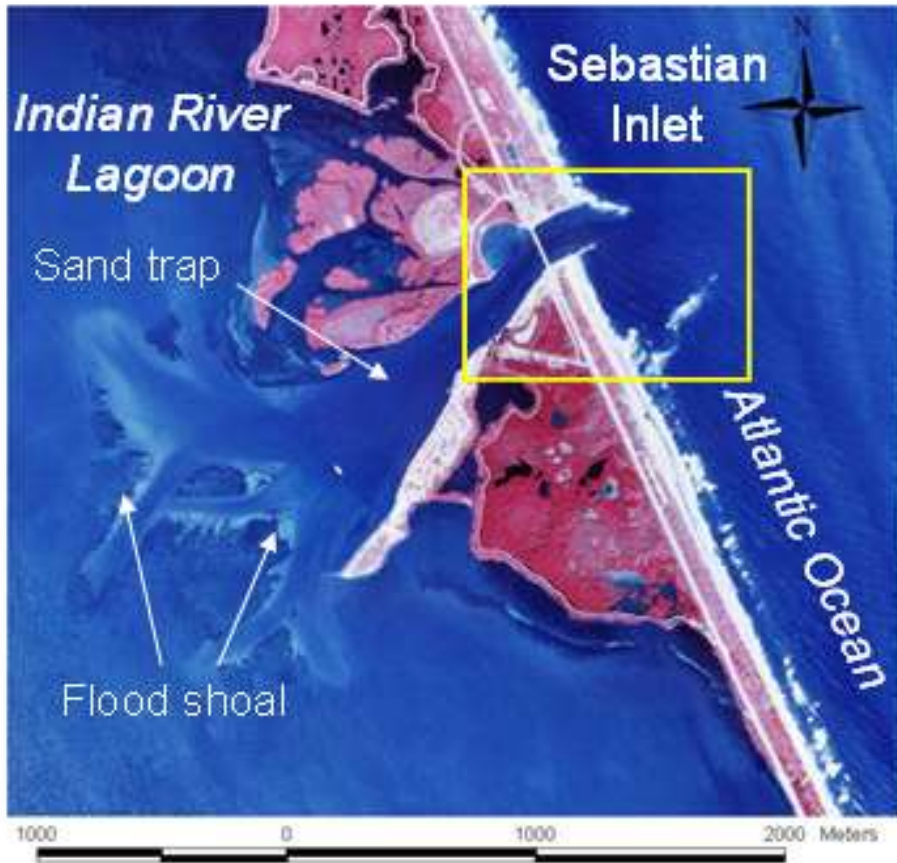 N
Sebastian
Inlet
Indian River
Lagoon
Sand trap
Atlantic Ocean
Flood shoal
1000 0 1000 2000 Meters